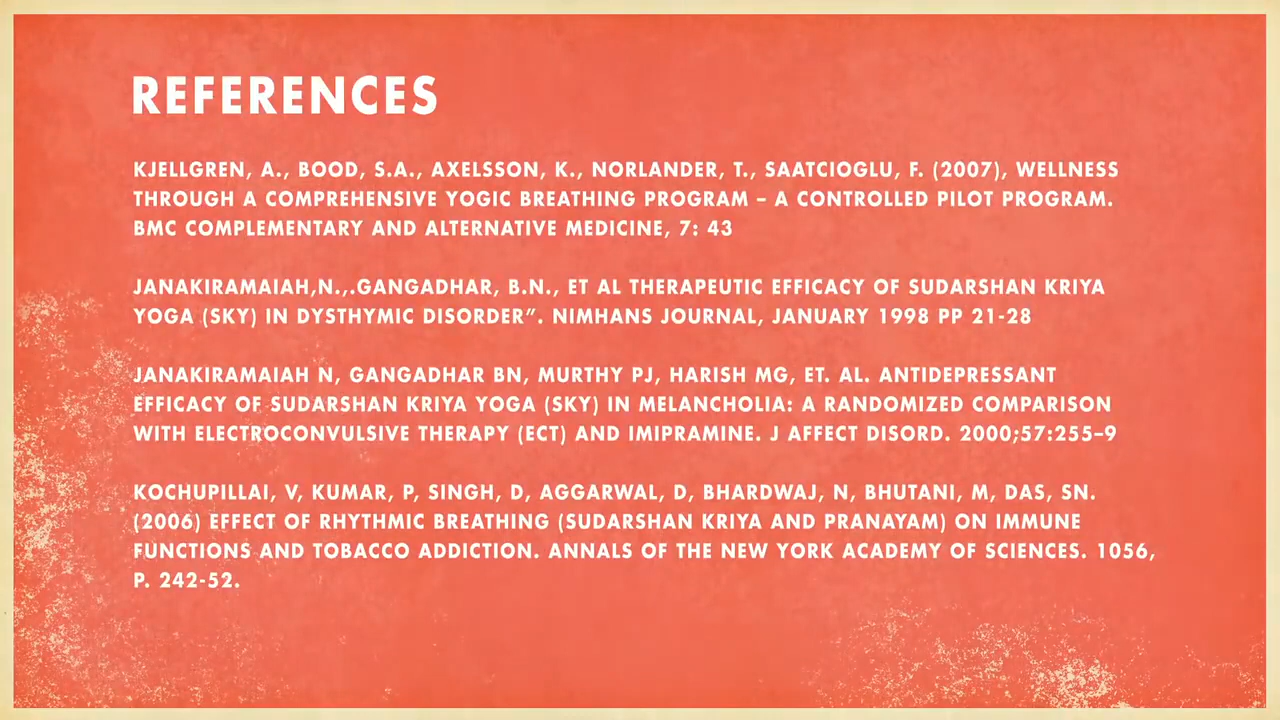 REFERENCES
KJELLGREN, A., BOOD, S.A., AXELSSON, K., NORLANDER, T., SAATCIOGLU, F. (2007), WELLNESS
THROUGH A COMPREHENSIVE YOGIC BREATHING PROGRAM – A CONTROLLED PILOT PROGRAM.
BMC COMPLEMENTARY AND ALTERNATIVE MEDICINE, 7: 43
JANAKIRAMAIAH,N.,.GANGADHAR, B.N., ET AL THERAPEUTIC EFFICACY OF SUDARSHAN KRIYA
YOGA (SKY) IN DYSTHYMIC DISORDER”. NIMHANS JOURNAL, JANUARY 1998 PP 21-28
JANAKIRAMAIAH N, GANGADHAR BN, MURTHY PJ, HARISH MG, ET. AL. ANTIDEPRESSANT
EFFICACY OF SUDARSHAN KRIYA YOGA (SKY) IN MELANCHOLIA: A RANDOMIZED COMPARISON
WITH ELECTROCONVULSIVE THERAPY (ECT) AND IMIPRAMINE. J AFFECT DISORD. 2000;57:255–9
KOCHUPILLAI, V, KUMAR, P, SINGH, D, AGGARWAL, D, BHARDWAJ, N, BHUTANI, M, DAS, SN.
(2006) EFFECT OF RHYTHMIC BREATHING (SUDARSHAN KRIYA AND PRANAYAM) ON IMMUNE
FUNCTIONS AND TOBACCO ADDICTION. ANNALS OF THE NEW YORK ACADEMY OF SCIENCES. 1056,
P. 242-52.